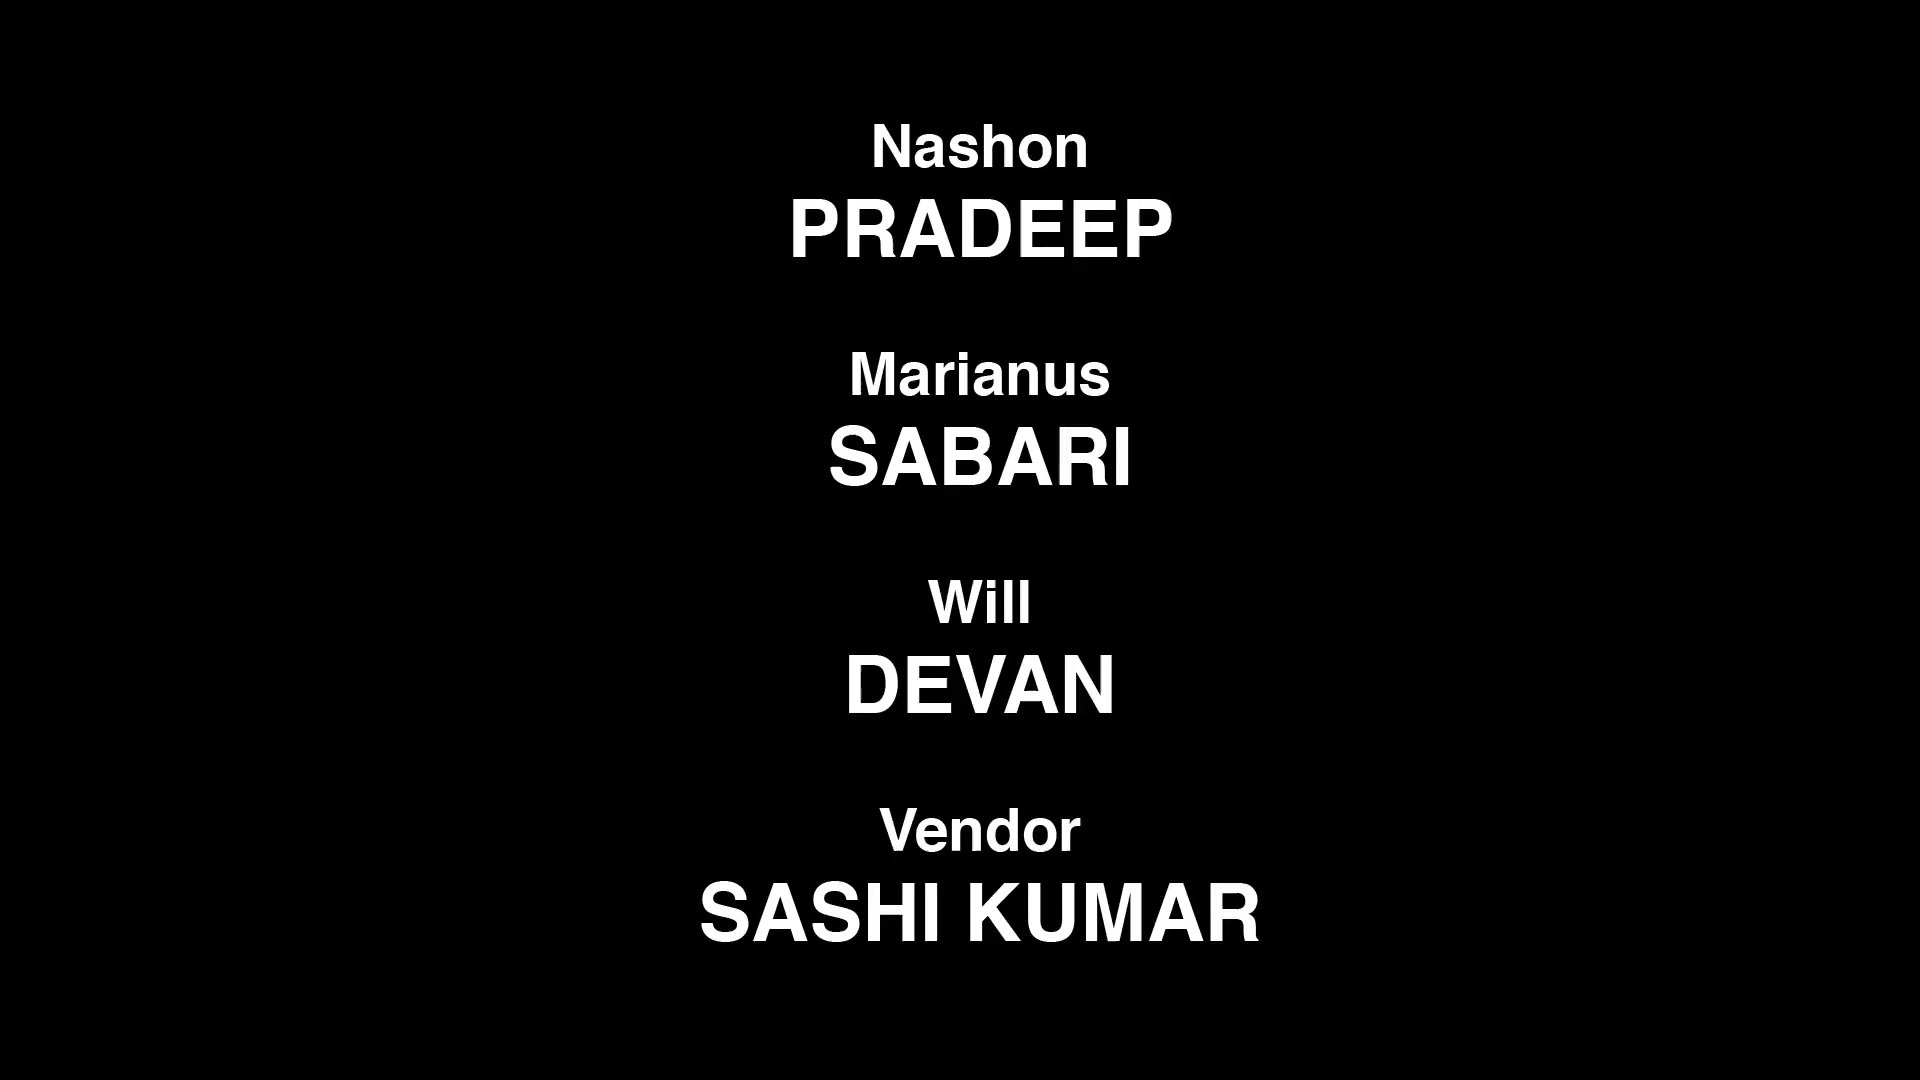 Nashon
PRADEEP
Marianus
SABARI
Will
DEVAN
Vendor
SASHI KUMAR